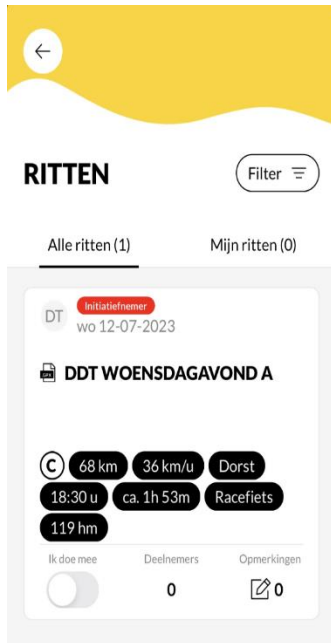 RITTEN
Filter
Alle ritten (1) Mijn ritten (0)
DT
Initiatiefnemer
wo 12-07-2023
DDT WOENSDAGAVOND A
C 68 km 36 km/u Dorst
18:30 u ca. 1h 53m Racefiets
119 hm
Ik doe mee Deelnemers Opmerkingen
0 0